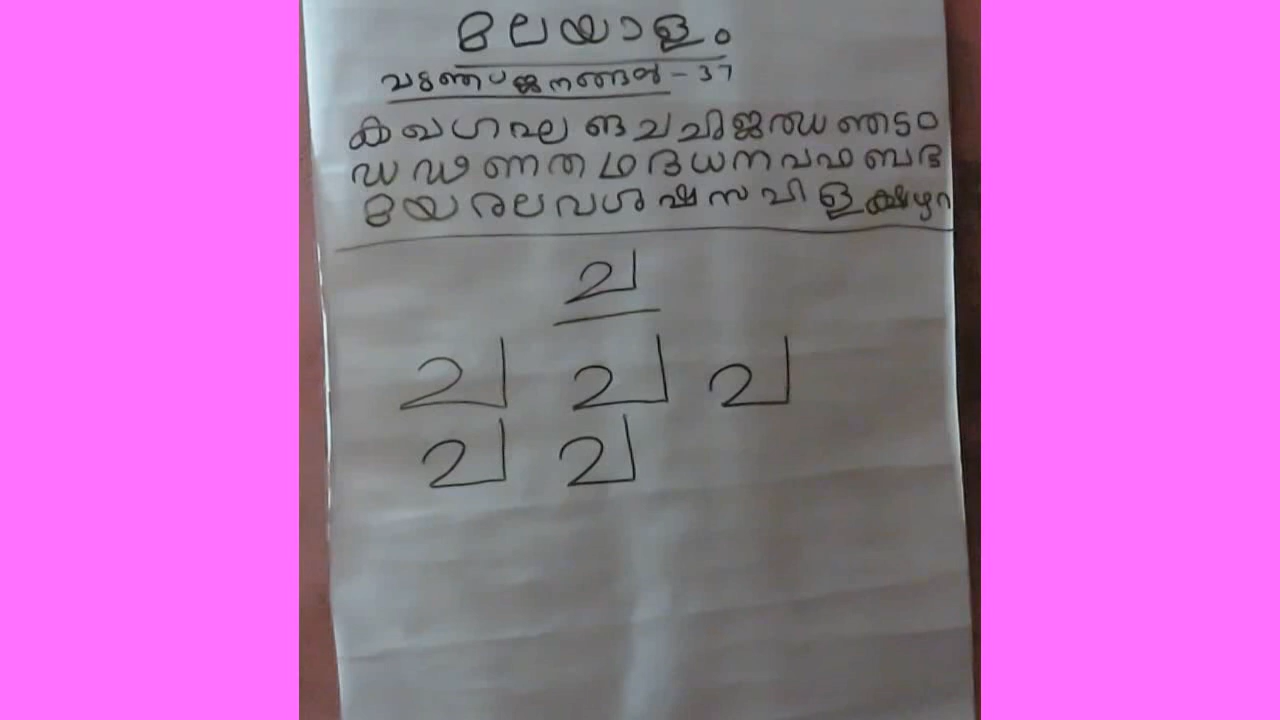 മലയാളം
വ്യഞ്ജനങ്ങൾ - 37
ക ഖ ഗ ഘ ങ ച ഛ ജ ഝ ഞ ട ഠ
ഡ ഢ ണ ത ഥ ദ ധ ന പ ഫ ബ ഭ
മ യ ര ല വ ശ ഷ സ ഹ ള ക്ഷ ഴ റ
ച
ച ച ച
ച ച